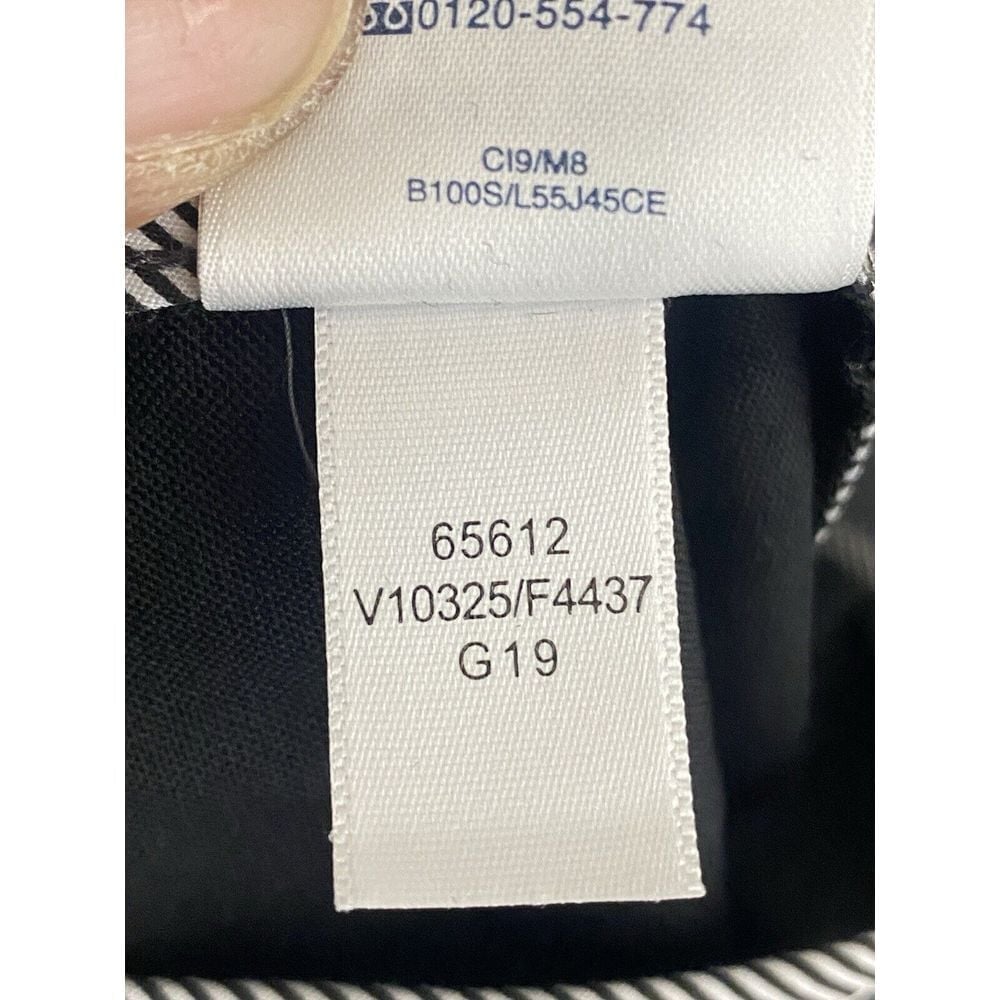 0120-554-774
CI9/M8
B100S/L55J45CE
65612
V10325/F4437
G19